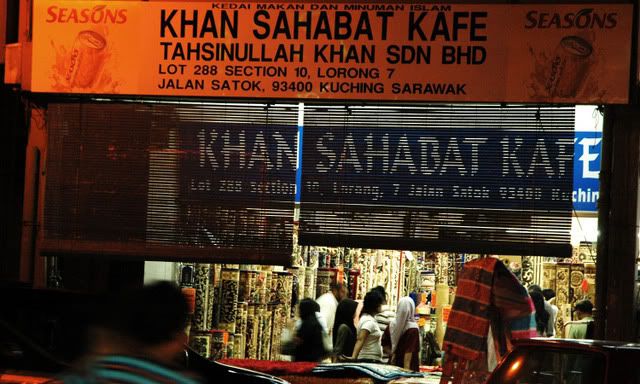 KEDAI MAKAN DAN MINUMAN ISLAM
SEASONS
KHAN SAHABAT KAFE
SEASONS
TAHSINULLAH KHAN SDN BHD
LOT 288 SECTION 10, LORONG 7
JALAN SATOK, 93400 KUCHING SARAWAK
KHAN SAHABAT KAFE
Lot 288 Section 10, Lorong, 7 Jalan Satok 93400 Kuchin